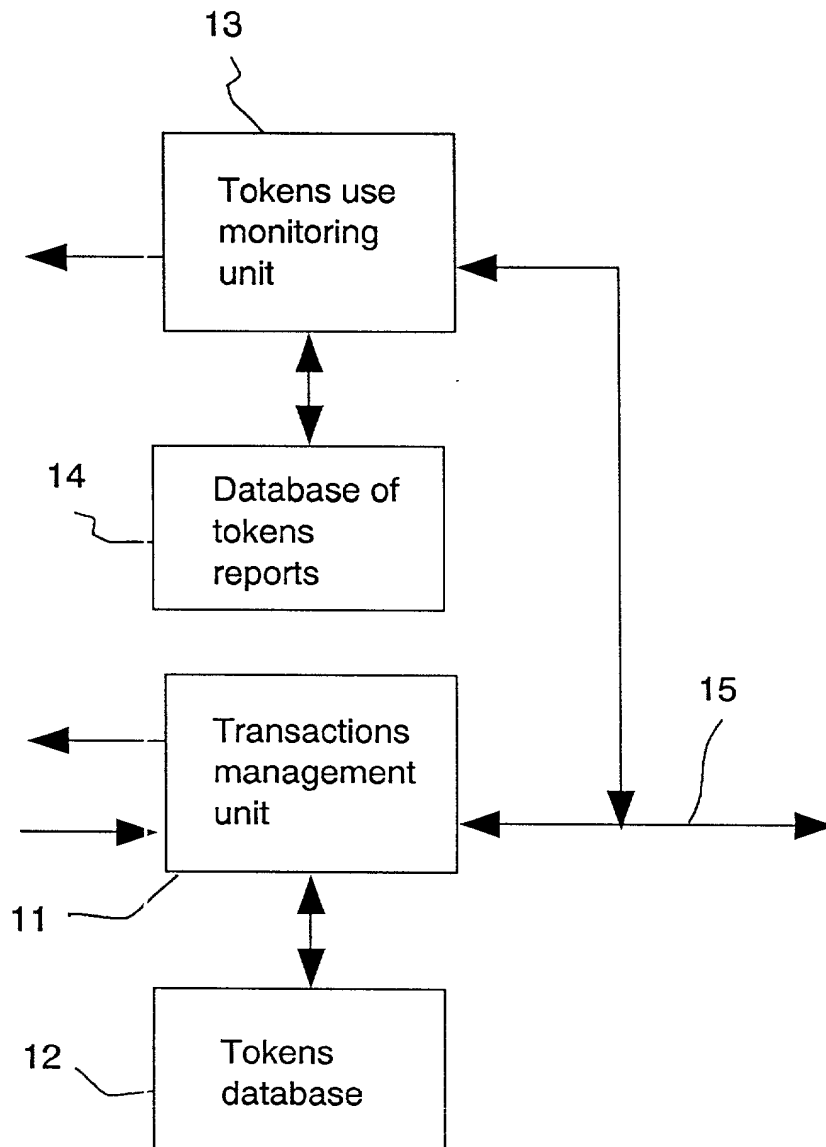 13
Tokens use
monitoring
unit
14
Database of
tokens
reports
15
Transactions
management
unit
11
12
Tokens
database